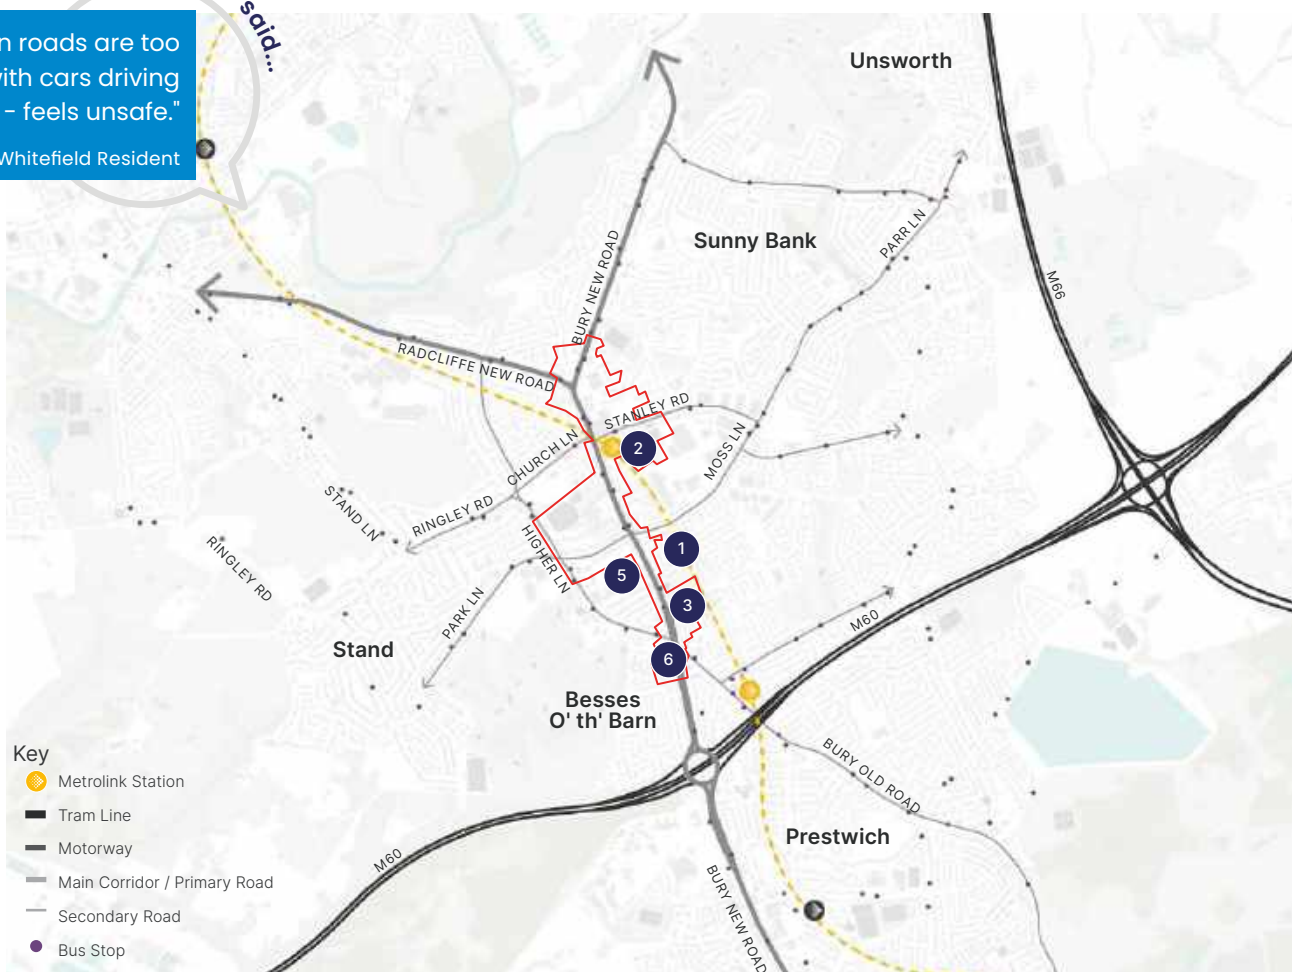 said...
n roads are too
with cars driving
- feels unsafe."
Whitefield Resident
Unsworth
Sunny Bank
PARR LN
M66
BURY NEW ROAD
RADCLIFFE NEW ROAD
STANLEY RD
2
CHURCH LN
MOSS LN
RINGLEY RD
STAND LN
RINGLEY RD
HIGHER LN
1
5
3
PARK LN
M60
Stand
6
Besses
O' th' Barn
BURY OLD ROAD
Prestwich
M60
BURY NEW ROAD
Key
Metrolink Station
Tram Line
Motorway
Main Corridor / Primary Road
Secondary Road
Bus Stop